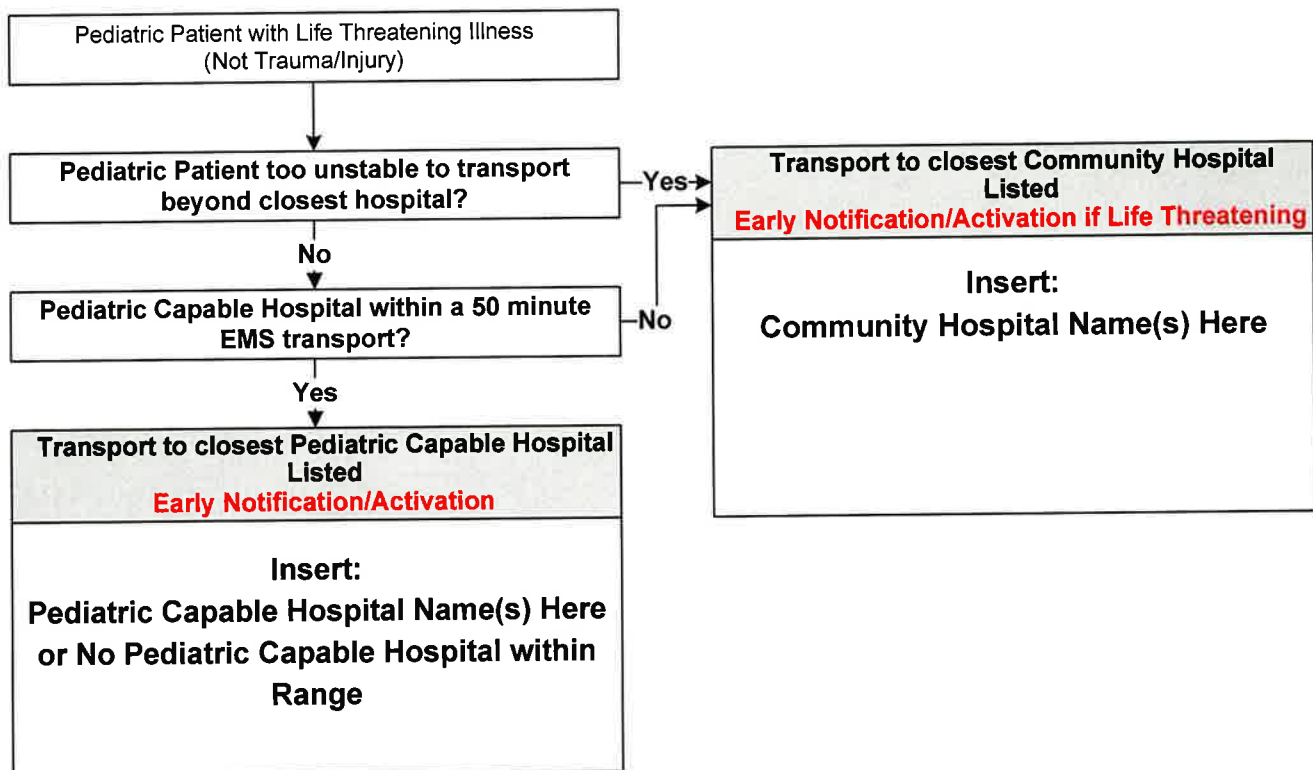 Pediatric Patient with Life Threatening Illness
(Not Trauma/Injury)
Pediatric Patient too unstable to transport
beyond closest hospital?
Yes
Transport to closest Community Hospital
Listed
Early Notification/Activation if Life Threatening
Insert:
Community Hospital Name(s) Here
No
Pediatric Capable Hospital within a 50 minute
EMS transport?
No
Yes
Transport to closest Pediatric Capable Hospital
Listed
Early Notification/Activation
Insert:
Pediatric Capable Hospital Name(s) Here
or No Pediatric Capable Hospital within
Range